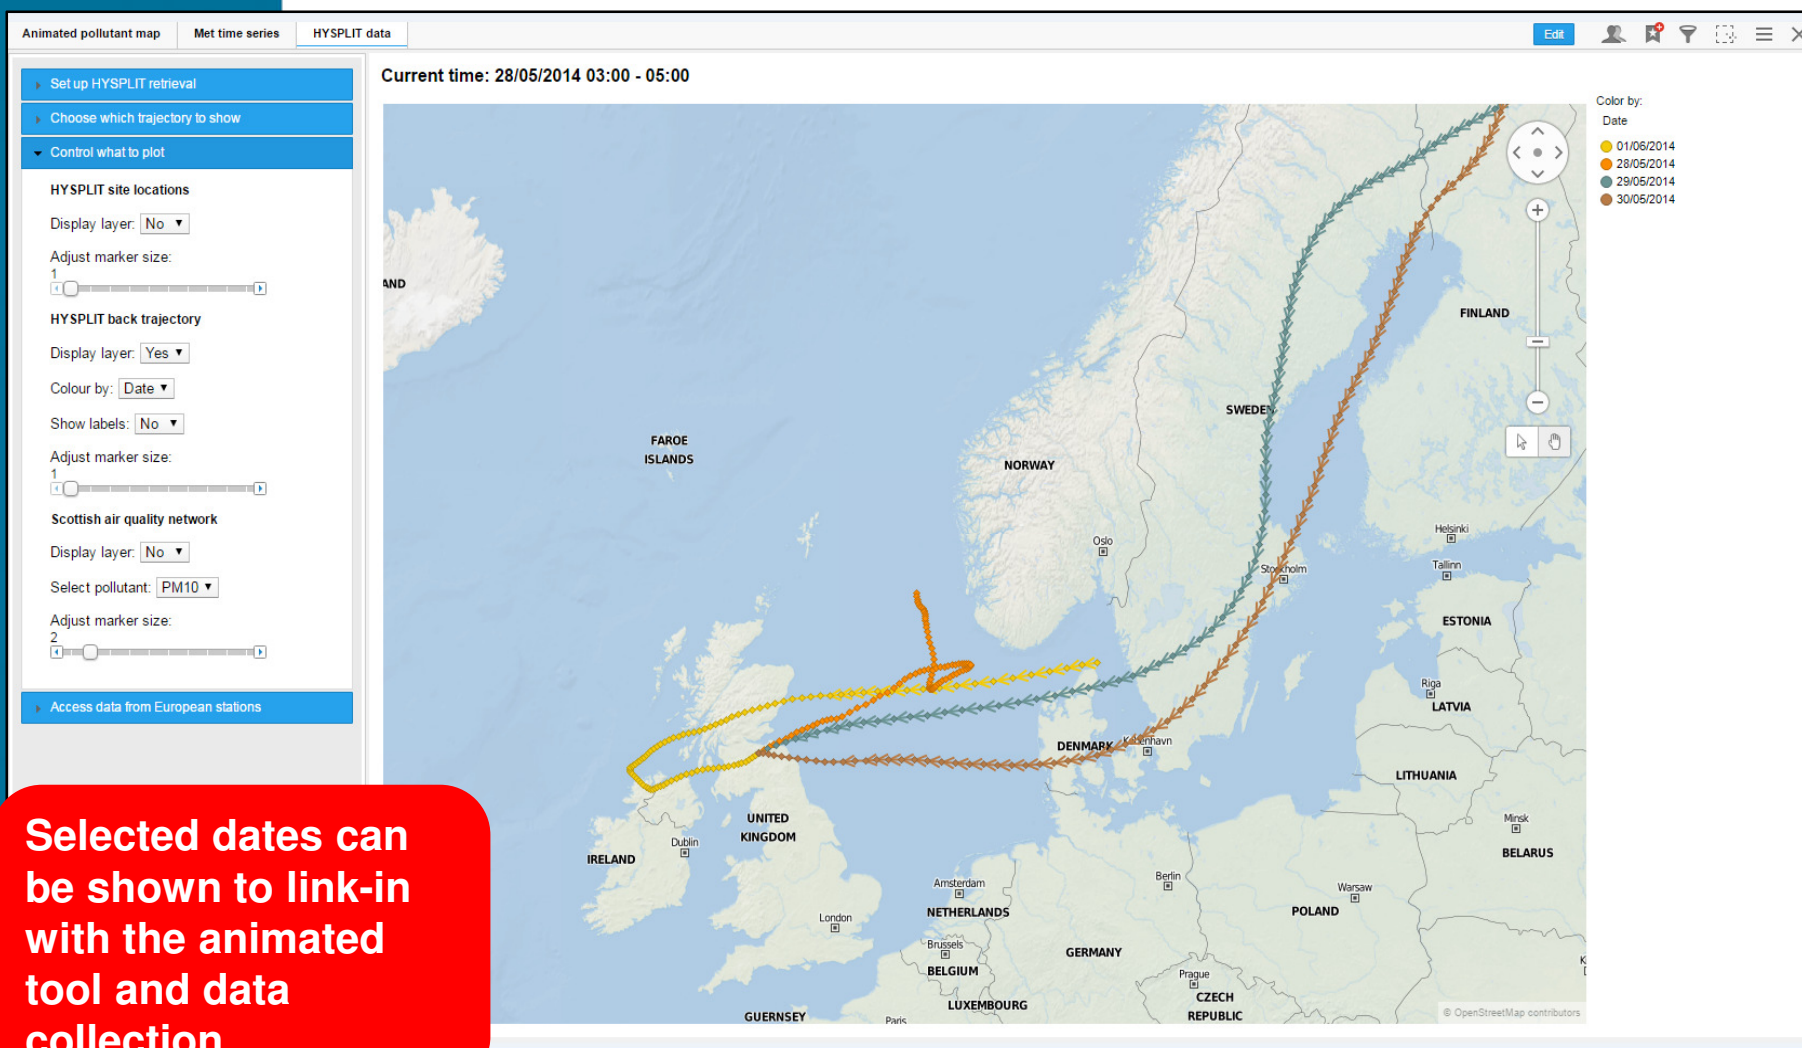 Animated pollutant map
Met time series
HYSPLIT data
Edit
Set up HYSPLIT retrieval
Choose which trajectory to show
Control what to plot
HYSPLIT site locations
Display layer: No
Adjust marker size:
1
HYSPLIT back trajectory
Display layer: Yes
Colour by: Date
Show labels: No
Adjust marker size:
1
Scottish air quality network
Display layer: No
Select pollutant: PM10
Adjust marker size:
2
Access data from European stations
Current time: 28/05/2014 03:00 - 05:00
Color by:
Date
01/06/2014
28/05/2014
29/05/2014
30/05/2014
AND
FINLAND
SWEDEN
FAROE
ISLANDS
NORWAY
Helsinki
Oslo
Stockholm
Tallinn
ESTONIA
Riga
LATVIA
DENMARK
København
LITHUANIA
UNITED
KINGDOM
Minsk
Dublin
IRELAND
BELARUS
Berlin
Amsterdam
Warsaw
NETHERLANDS
POLAND
London
Brussels
GERMANY
BELGIUM
Prague
CZECH
REPUBLIC
LUXEMBOURG
GUERNSEY
Paris
© OpenStreetMap contributors
Selected dates can
be shown to link-in
with the animated
tool and data
collection